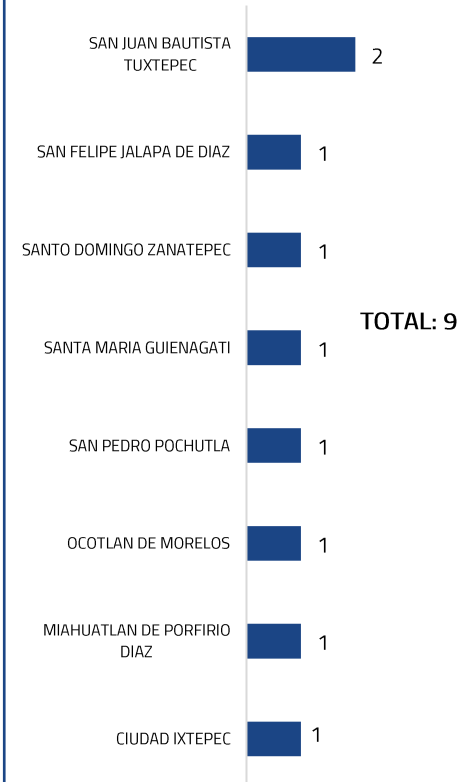 SAN JUAN BAUTISTA
TUXTEPEC
2
SAN FELIPE JALAPA DE DIAZ
1
SANTO DOMINGO ZANATEPEC
1
TOTAL: 9
SANTA MARIA GUIENAGATI
1
SAN PEDRO POCHUTLA
1
OCOTLAN DE MORELOS
1
MIAHUATLAN DE PORFIRIO
DIAZ
1
CIUDAD IXTEPEC
1